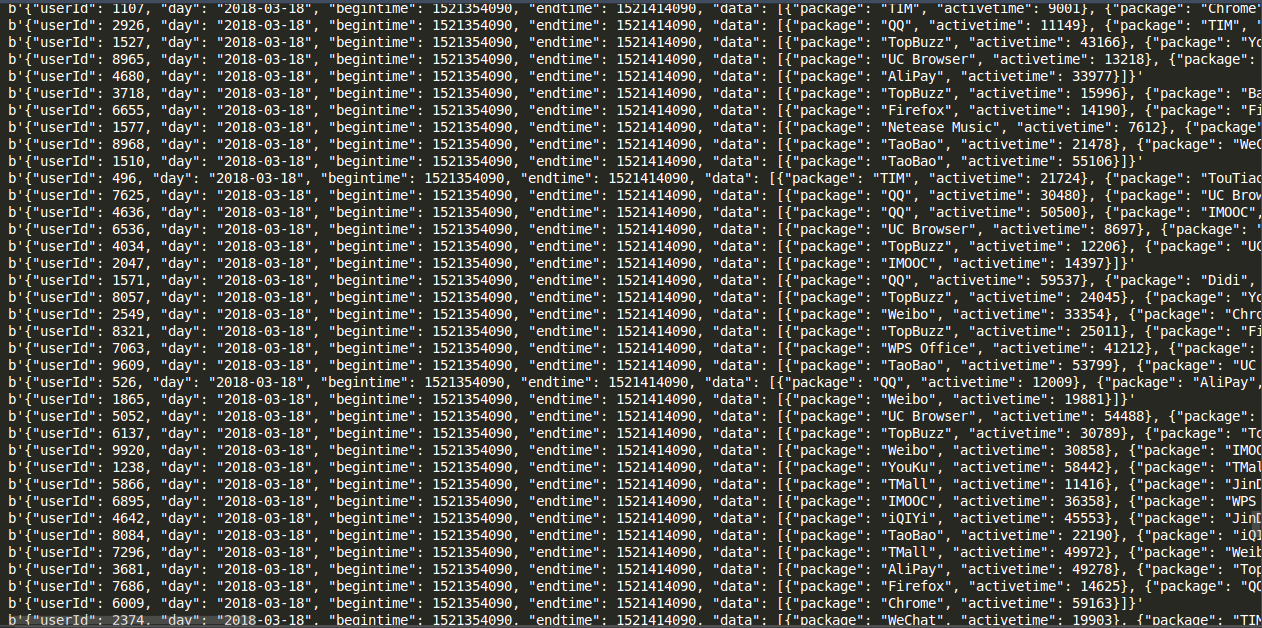 b'{"userId": 1107, "day": "2018-03-18", "begintime": 1521354090, "endtime": 1521414090, "data": [{"package": "TIM", "activetime": 9001}, {"package": "Chrome"
b'{"userId": 2926, "day": "2018-03-18", "begintime": 1521354090, "endtime": 1521414090, "data": [{"package": "QQ", "activetime": 11149}, {"package": "TIM", "
b'{"userId": 1527, "day": "2018-03-18", "begintime": 1521354090, "endtime": 1521414090, "data": [{"package": "TopBuzz", "activetime": 43166}, {"package": "Yo
b'{"userId": 8965, "day": "2018-03-18", "begintime": 1521354090, "endtime": 1521414090, "data": [{"package": "UC Browser", "activetime": 13218}, {"package":
b'{"userId": 4680, "day": "2018-03-18", "begintime": 1521354090, "endtime": 1521414090, "data": [{"package": "AliPay", "activetime": 33977}]}'
b'{"userId": 3718, "day": "2018-03-18", "begintime": 1521354090, "endtime": 1521414090, "data": [{"package": "TopBuzz", "activetime": 15996}, {"package": "Ba
b'{"userId": 6655, "day": "2018-03-18", "begintime": 1521354090, "endtime": 1521414090, "data": [{"package": "Firefox", "activetime": 14190}, {"package": "Fi
b'{"userId": 1577, "day": "2018-03-18", "begintime": 1521354090, "endtime": 1521414090, "data": [{"package": "Netease Music", "activetime": 7612}, {"package"
b'{"userId": 8968, "day": "2018-03-18", "begintime": 1521354090, "endtime": 1521414090, "data": [{"package": "TaoBao", "activetime": 21478}, {"package": "WeC
b'{"userId": 1510, "day": "2018-03-18", "begintime": 1521354090, "endtime": 1521414090, "data": [{"package": "TaoBao", "activetime": 55106}]}'
b'{"userId": 496, "day": "2018-03-18", "begintime": 1521354090, "endtime": 1521414090, "data": [{"package": "TIM", "activetime": 21724}, {"package": "TouTiao
b'{"userId": 7625, "day": "2018-03-18", "begintime": 1521354090, "endtime": 1521414090, "data": [{"package": "QQ", "activetime": 30480}, {"package": "UC Brow
b'{"userId": 4636, "day": "2018-03-18", "begintime": 1521354090, "endtime": 1521414090, "data": [{"package": "QQ", "activetime": 50500}, {"package": "IMOOC",
b'{"userId": 6536, "day": "2018-03-18", "begintime": 1521354090, "endtime": 1521414090, "data": [{"package": "UC Browser", "activetime": 8697}, {"package": "
b'{"userId": 4034, "day": "2018-03-18", "begintime": 1521354090, "endtime": 1521414090, "data": [{"package": "TopBuzz", "activetime": 12206}, {"package": "UC
b'{"userId": 2047, "day": "2018-03-18", "begintime": 1521354090, "endtime": 1521414090, "data": [{"package": "IMOOC", "activetime": 14397}]}'
b'{"userId": 1571, "day": "2018-03-18", "begintime": 1521354090, "endtime": 1521414090, "data": [{"package": "QQ", "activetime": 59537}, {"package": "Didi",
b'{"userId": 8057, "day": "2018-03-18", "begintime": 1521354090, "endtime": 1521414090, "data": [{"package": "TopBuzz", "activetime": 24045}, {"package": "Yo
b'{"userId": 2549, "day": "2018-03-18", "begintime": 1521354090, "endtime": 1521414090, "data": [{"package": "Weibo", "activetime": 33354}, {"package": "Chro
b'{"userId": 8321, "day": "2018-03-18", "begintime": 1521354090, "endtime": 1521414090, "data": [{"package": "TopBuzz", "activetime": 25011}, {"package": "Fi
b'{"userId": 7063, "day": "2018-03-18", "begintime": 1521354090, "endtime": 1521414090, "data": [{"package": "WPS Office", "activetime": 41212}, {"package":
b'{"userId": 9609, "day": "2018-03-18", "begintime": 1521354090, "endtime": 1521414090, "data": [{"package": "TaoBao", "activetime": 53799}, {"package": "UC
b'{"userId": 526, "day": "2018-03-18", "begintime": 1521354090, "endtime": 1521414090, "data": [{"package": "QQ", "activetime": 12009}, {"package": "AliPay",
b'{"userId": 1865, "day": "2018-03-18", "begintime": 1521354090, "endtime": 1521414090, "data": [{"package": "Weibo", "activetime": 19881}]}'
b'{"userId": 5052, "day": "2018-03-18", "begintime": 1521354090, "endtime": 1521414090, "data": [{"package": "UC Browser", "activetime": 54488}, {"package":
b'{"userId": 6137, "day": "2018-03-18", "begintime": 1521354090, "endtime": 1521414090, "data": [{"package": "TopBuzz", "activetime": 30789}, {"package": "To
b'{"userId": 9920, "day": "2018-03-18", "begintime": 1521354090, "endtime": 1521414090, "data": [{"package": "Weibo", "activetime": 30858}, {"package": "IMOO
b'{"userId": 1238, "day": "2018-03-18", "begintime": 1521354090, "endtime": 1521414090, "data": [{"package": "YouKu", "activetime": 58442}, {"package": "TMal
b'{"userId": 5866, "day": "2018-03-18", "begintime": 1521354090, "endtime": 1521414090, "data": [{"package": "TMall", "activetime": 11416}, {"package": "JinD
b'{"userId": 6895, "day": "2018-03-18", "begintime": 1521354090, "endtime": 1521414090, "data": [{"package": "IMOOC", "activetime": 36358}, {"package": "WPS
b'{"userId": 4642, "day": "2018-03-18", "begintime": 1521354090, "endtime": 1521414090, "data": [{"package": "iQIYi", "activetime": 45553}, {"package": "JinD
b'{"userId": 8084, "day": "2018-03-18", "begintime": 1521354090, "endtime": 1521414090, "data": [{"package": "TaoBao", "activetime": 22190}, {"package": "iQI
b'{"userId": 7296, "day": "2018-03-18", "begintime": 1521354090, "endtime": 1521414090, "data": [{"package": "TMall", "activetime": 49972}, {"package": "Weib
b'{"userId": 3681, "day": "2018-03-18", "begintime": 1521354090, "endtime": 1521414090, "data": [{"package": "AliPay", "activetime": 49278}, {"package": "Top
b'{"userId": 7686, "day": "2018-03-18", "begintime": 1521354090, "endtime": 1521414090, "data": [{"package": "Firefox", "activetime": 14625}, {"package": "QQ
b'{"userId": 6009, "day": "2018-03-18", "begintime": 1521354090, "endtime": 1521414090, "data": [{"package": "Chrome", "activetime": 59163}]}'
b'{"userId": 2374, "day": "2018-03-18", "begintime": 1521354090, "endtime": 1521414090, "data": [{"package": "WeChat", "activetime": 19903}, {"package": "TIM